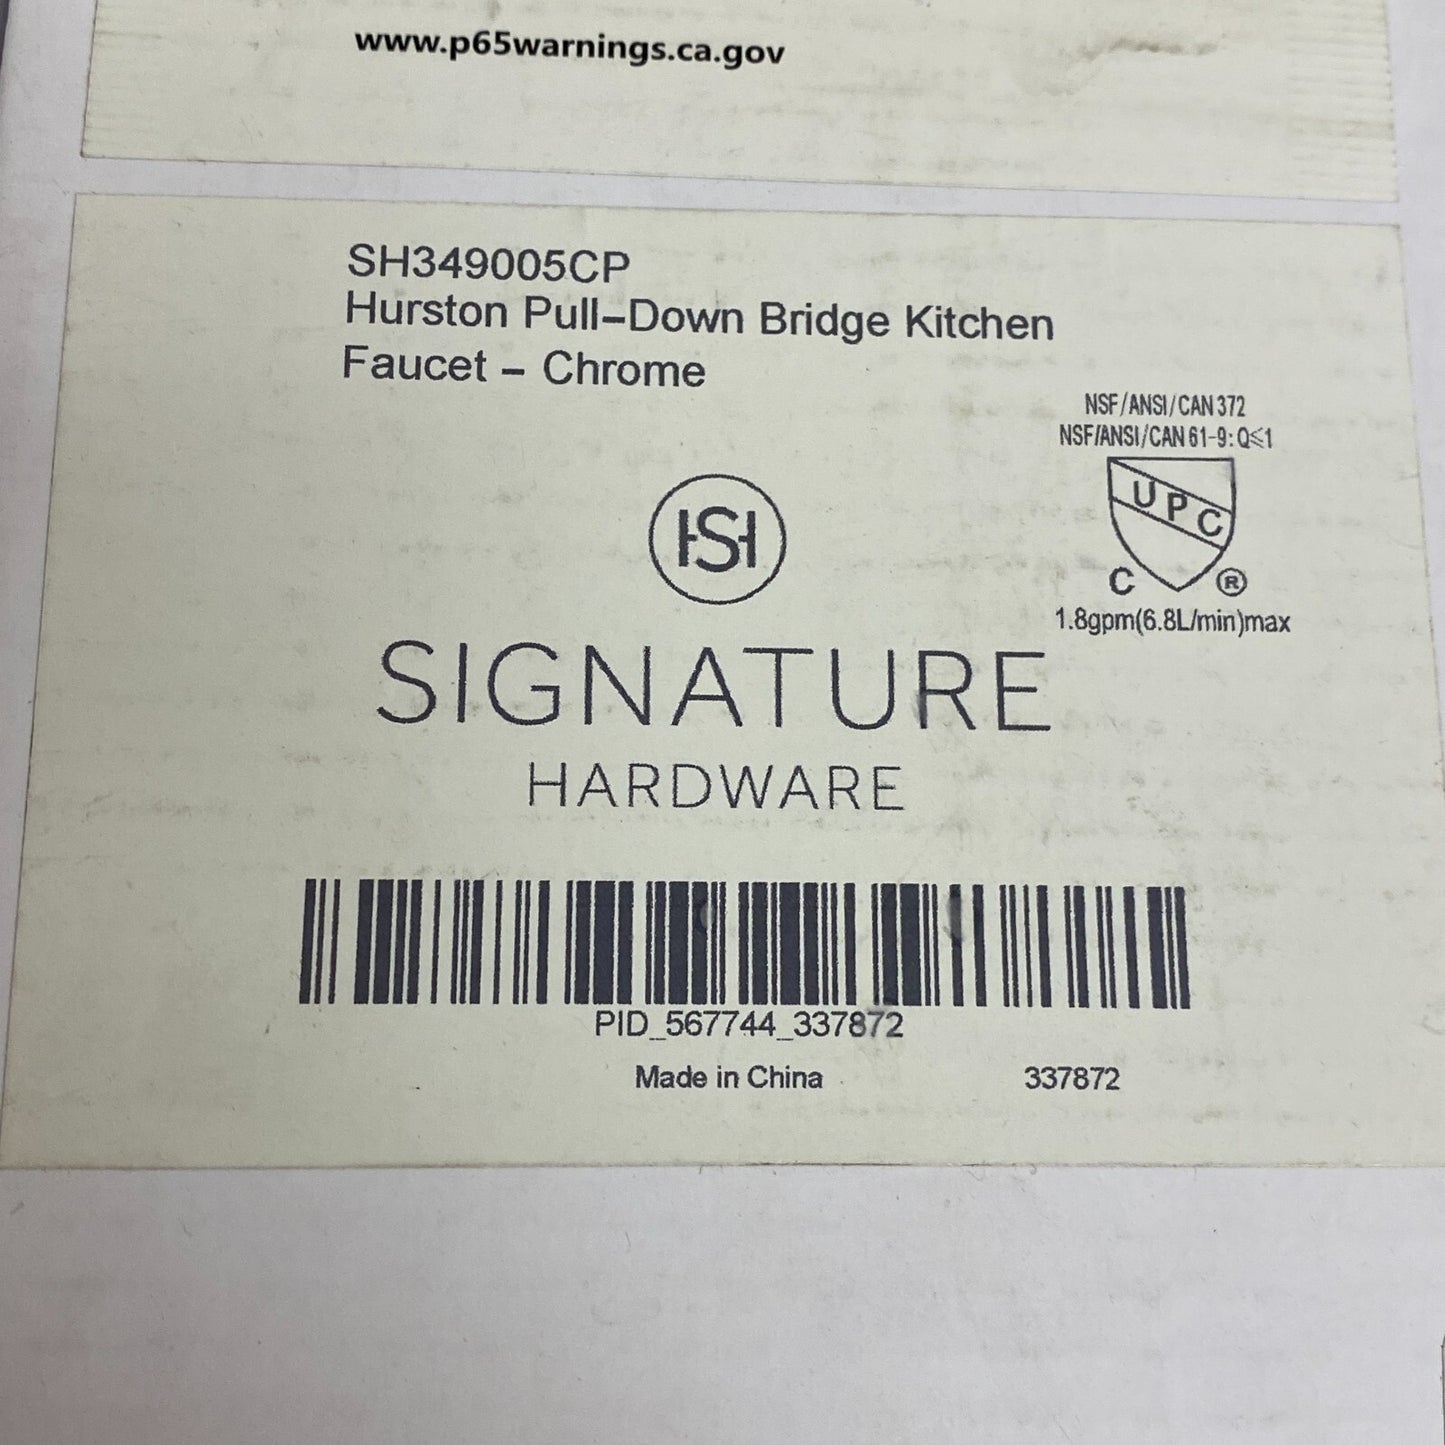 www.p65warnings.ca.gov
SH349005CP
Hurston Pull-Down Bridge Kitchen
Faucet - Chrome
NSF/ANSI/CAN 372
NSF/ANSI/CAN 61-9: Q≤1
UPC
C ®
1.8gpm(6.8L/min)max
HSH
SIGNATURE
HARDWARE
PID_567744_337872
Made in China 337872